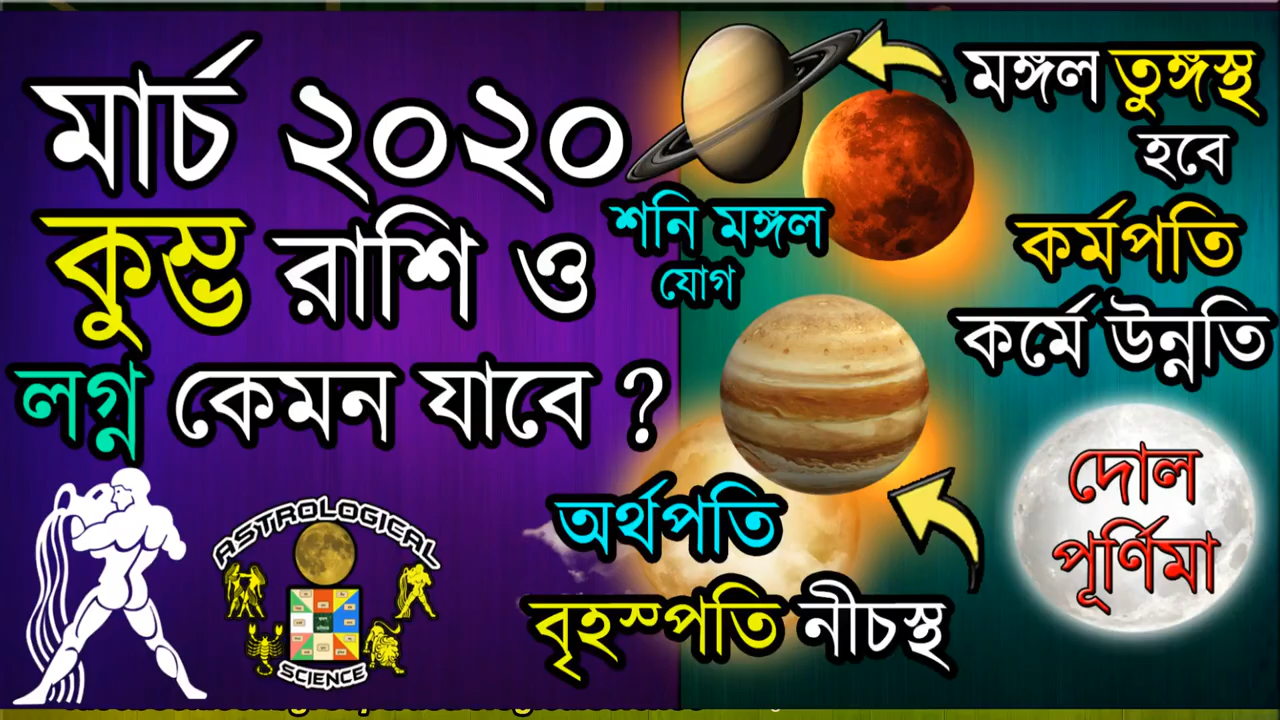 মার্চ ২০২০
কুম্ভ রাশি ও
লগ্ন কেমন যাবে ?
শনি মঙ্গল
যোগ
মঙ্গল তুঙ্গস্থ
হবে
কর্মপতি
কর্মে উন্নতি
অর্থপতি
বৃহস্পতি নীচস্থ
দোল
পূর্ণিমা
ASTROLOGICAL
SCIENCE